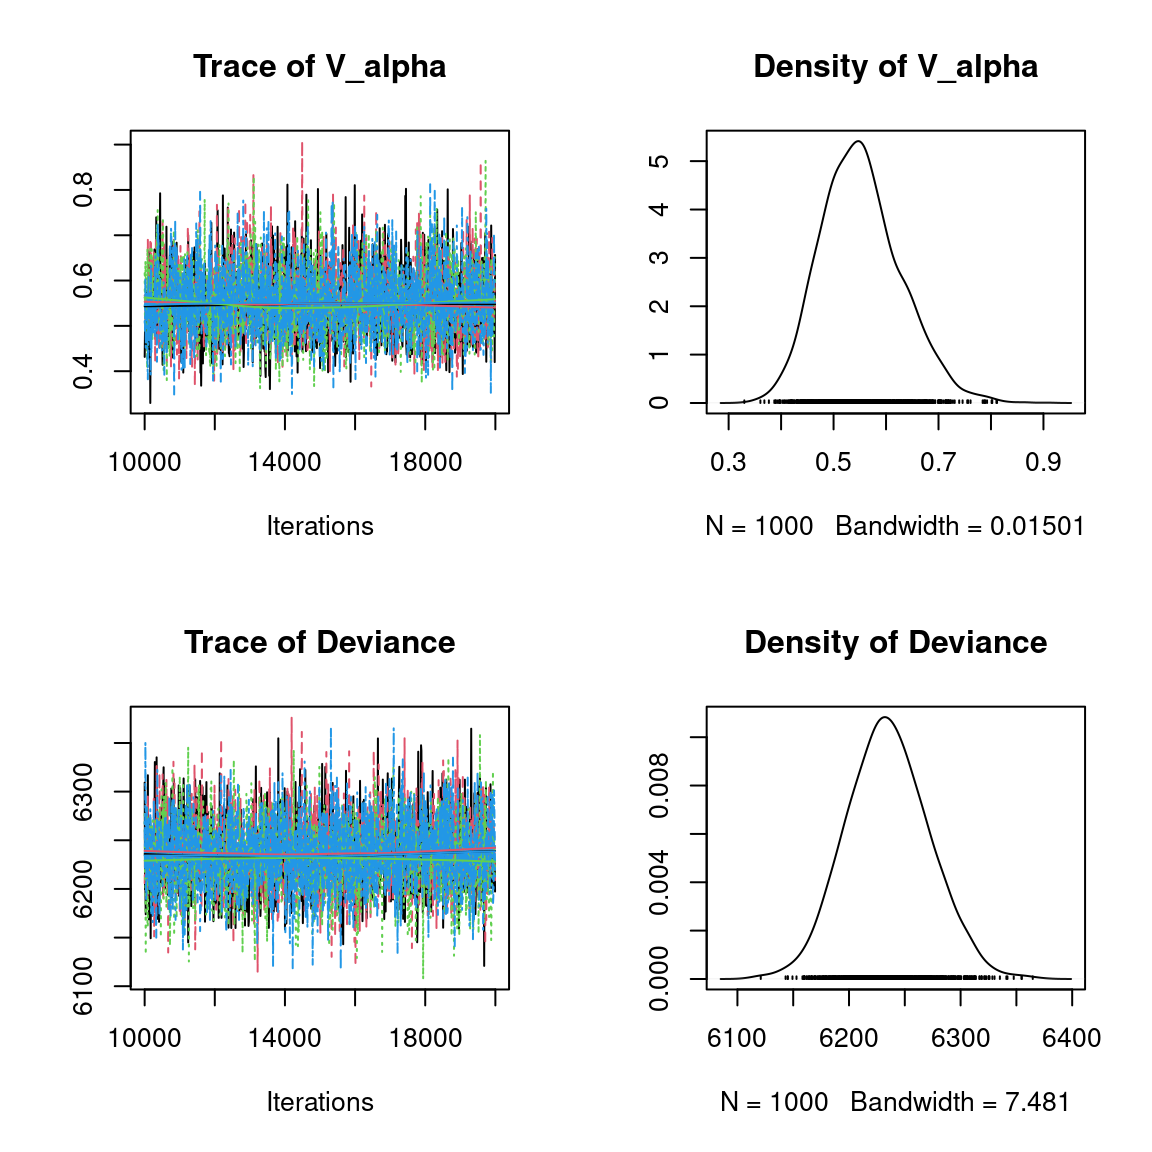 Trace of V_alpha
0.8
0.6
0.4
10000 14000 18000
Iterations
Density of V_alpha
5
4
3
2
1
0
0.3 0.5 0.7 0.9
N = 1000 Bandwidth = 0.01501
Trace of Deviance
6300
6200
6100
10000 14000 18000
Iterations
Density of Deviance
0.008
0.004
0.000
6100 6200 6300 6400
N = 1000 Bandwidth = 7.481